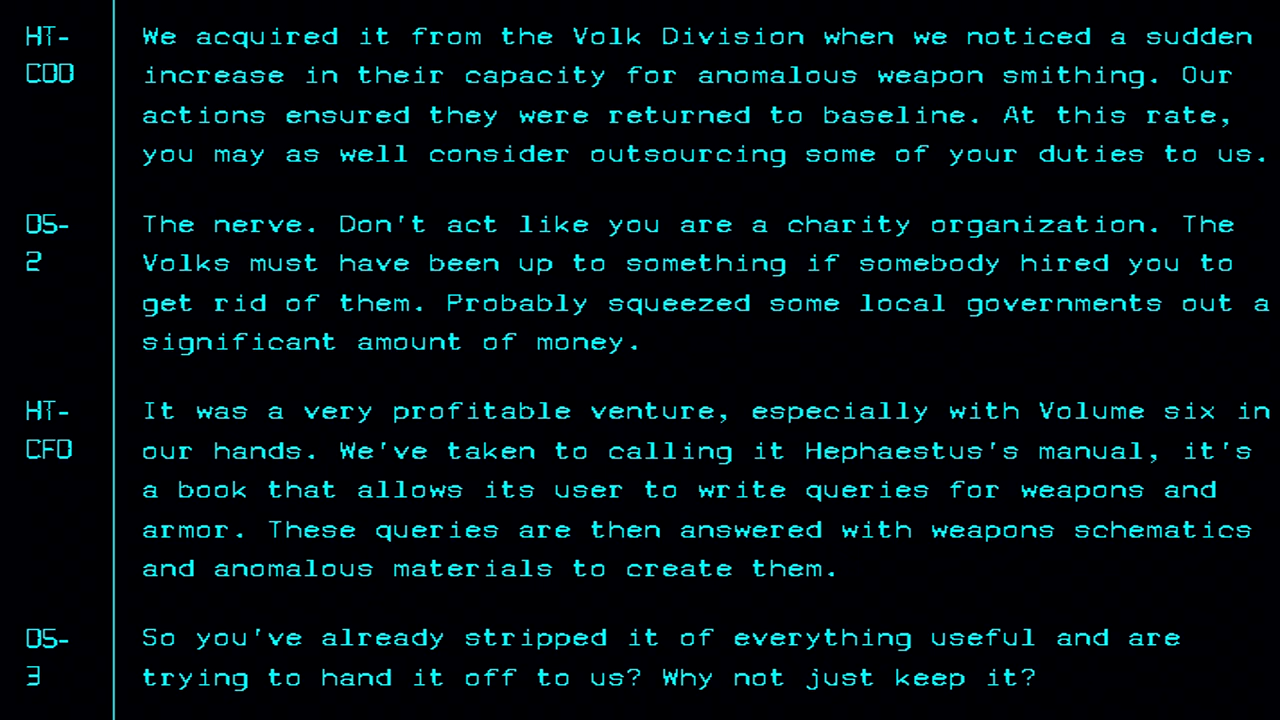 HT- We acquired it from the Volk Division when we noticed a sudden
COO increase in their capacity for anomalous weapon smithing. Our
actions ensured they were returned to baseline. At this rate,
you may as well consider outsourcing some of your duties to us.
O5- The nerve. Don't act like you are a charity organization. The
2 Volks must have been up to something if somebody hired you to
get rid of them. Probably squeezed some local governments out a
significant amount of money.
HT- It was a very profitable venture, especially with Volume six in
CFO our hands. We've taken to calling it Hephaestus's manual, it's
a book that allows its user to write queries for weapons and
armor. These queries are then answered with weapons schematics
and anomalous materials to create them.
O5- So you've already stripped it of everything useful and are
3 trying to hand it off to us? Why not just keep it?